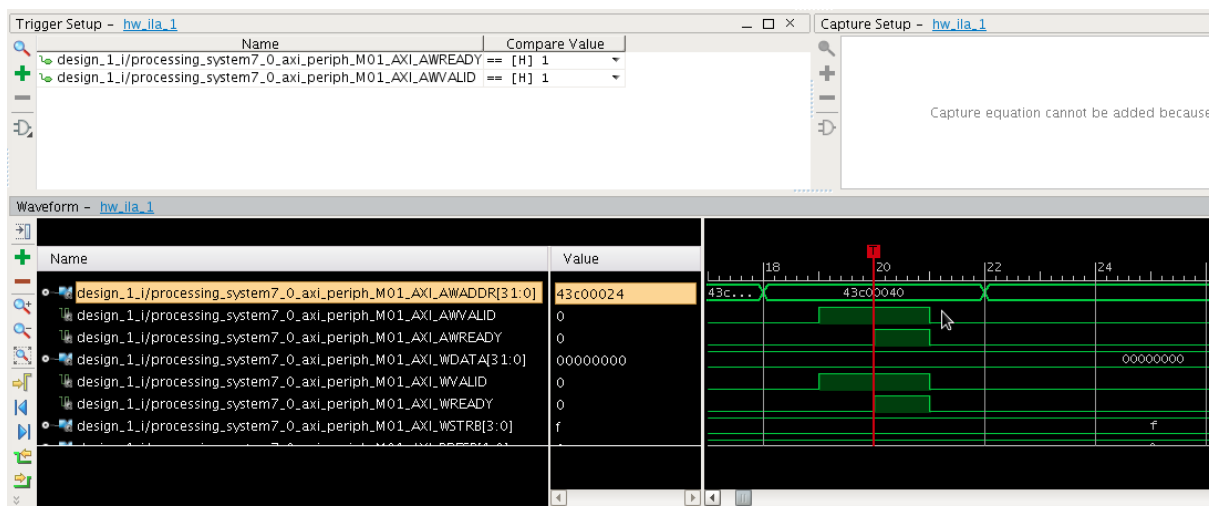 Trigger Setup - hw_ila_1
Name Compare Value
design_1_i/processing_system7_0_axi_periph_M01_AXI_AWREADY == [H] 1
design_1_i/processing_system7_0_axi_periph_M01_AXI_AWVALID == [H] 1
Capture Setup - hw_ila_1
Capture equation cannot be added because
Waveform - hw_ila_1
Name Value
T
18 20 22 24
design_1_i/processing_system7_0_axi_periph_M01_AXI_AWADDR[31:0] 43c00024 43c... 43c00040
design_1_i/processing_system7_0_axi_periph_M01_AXI_AWVALID 0
design_1_i/processing_system7_0_axi_periph_M01_AXI_AWREADY 0
design_1_i/processing_system7_0_axi_periph_M01_AXI_WDATA[31:0] 00000000 00000000
design_1_i/processing_system7_0_axi_periph_M01_AXI_WVALID 0
design_1_i/processing_system7_0_axi_periph_M01_AXI_WREADY 0
design_1_i/processing_system7_0_axi_periph_M01_AXI_WSTRB[3:0] f f